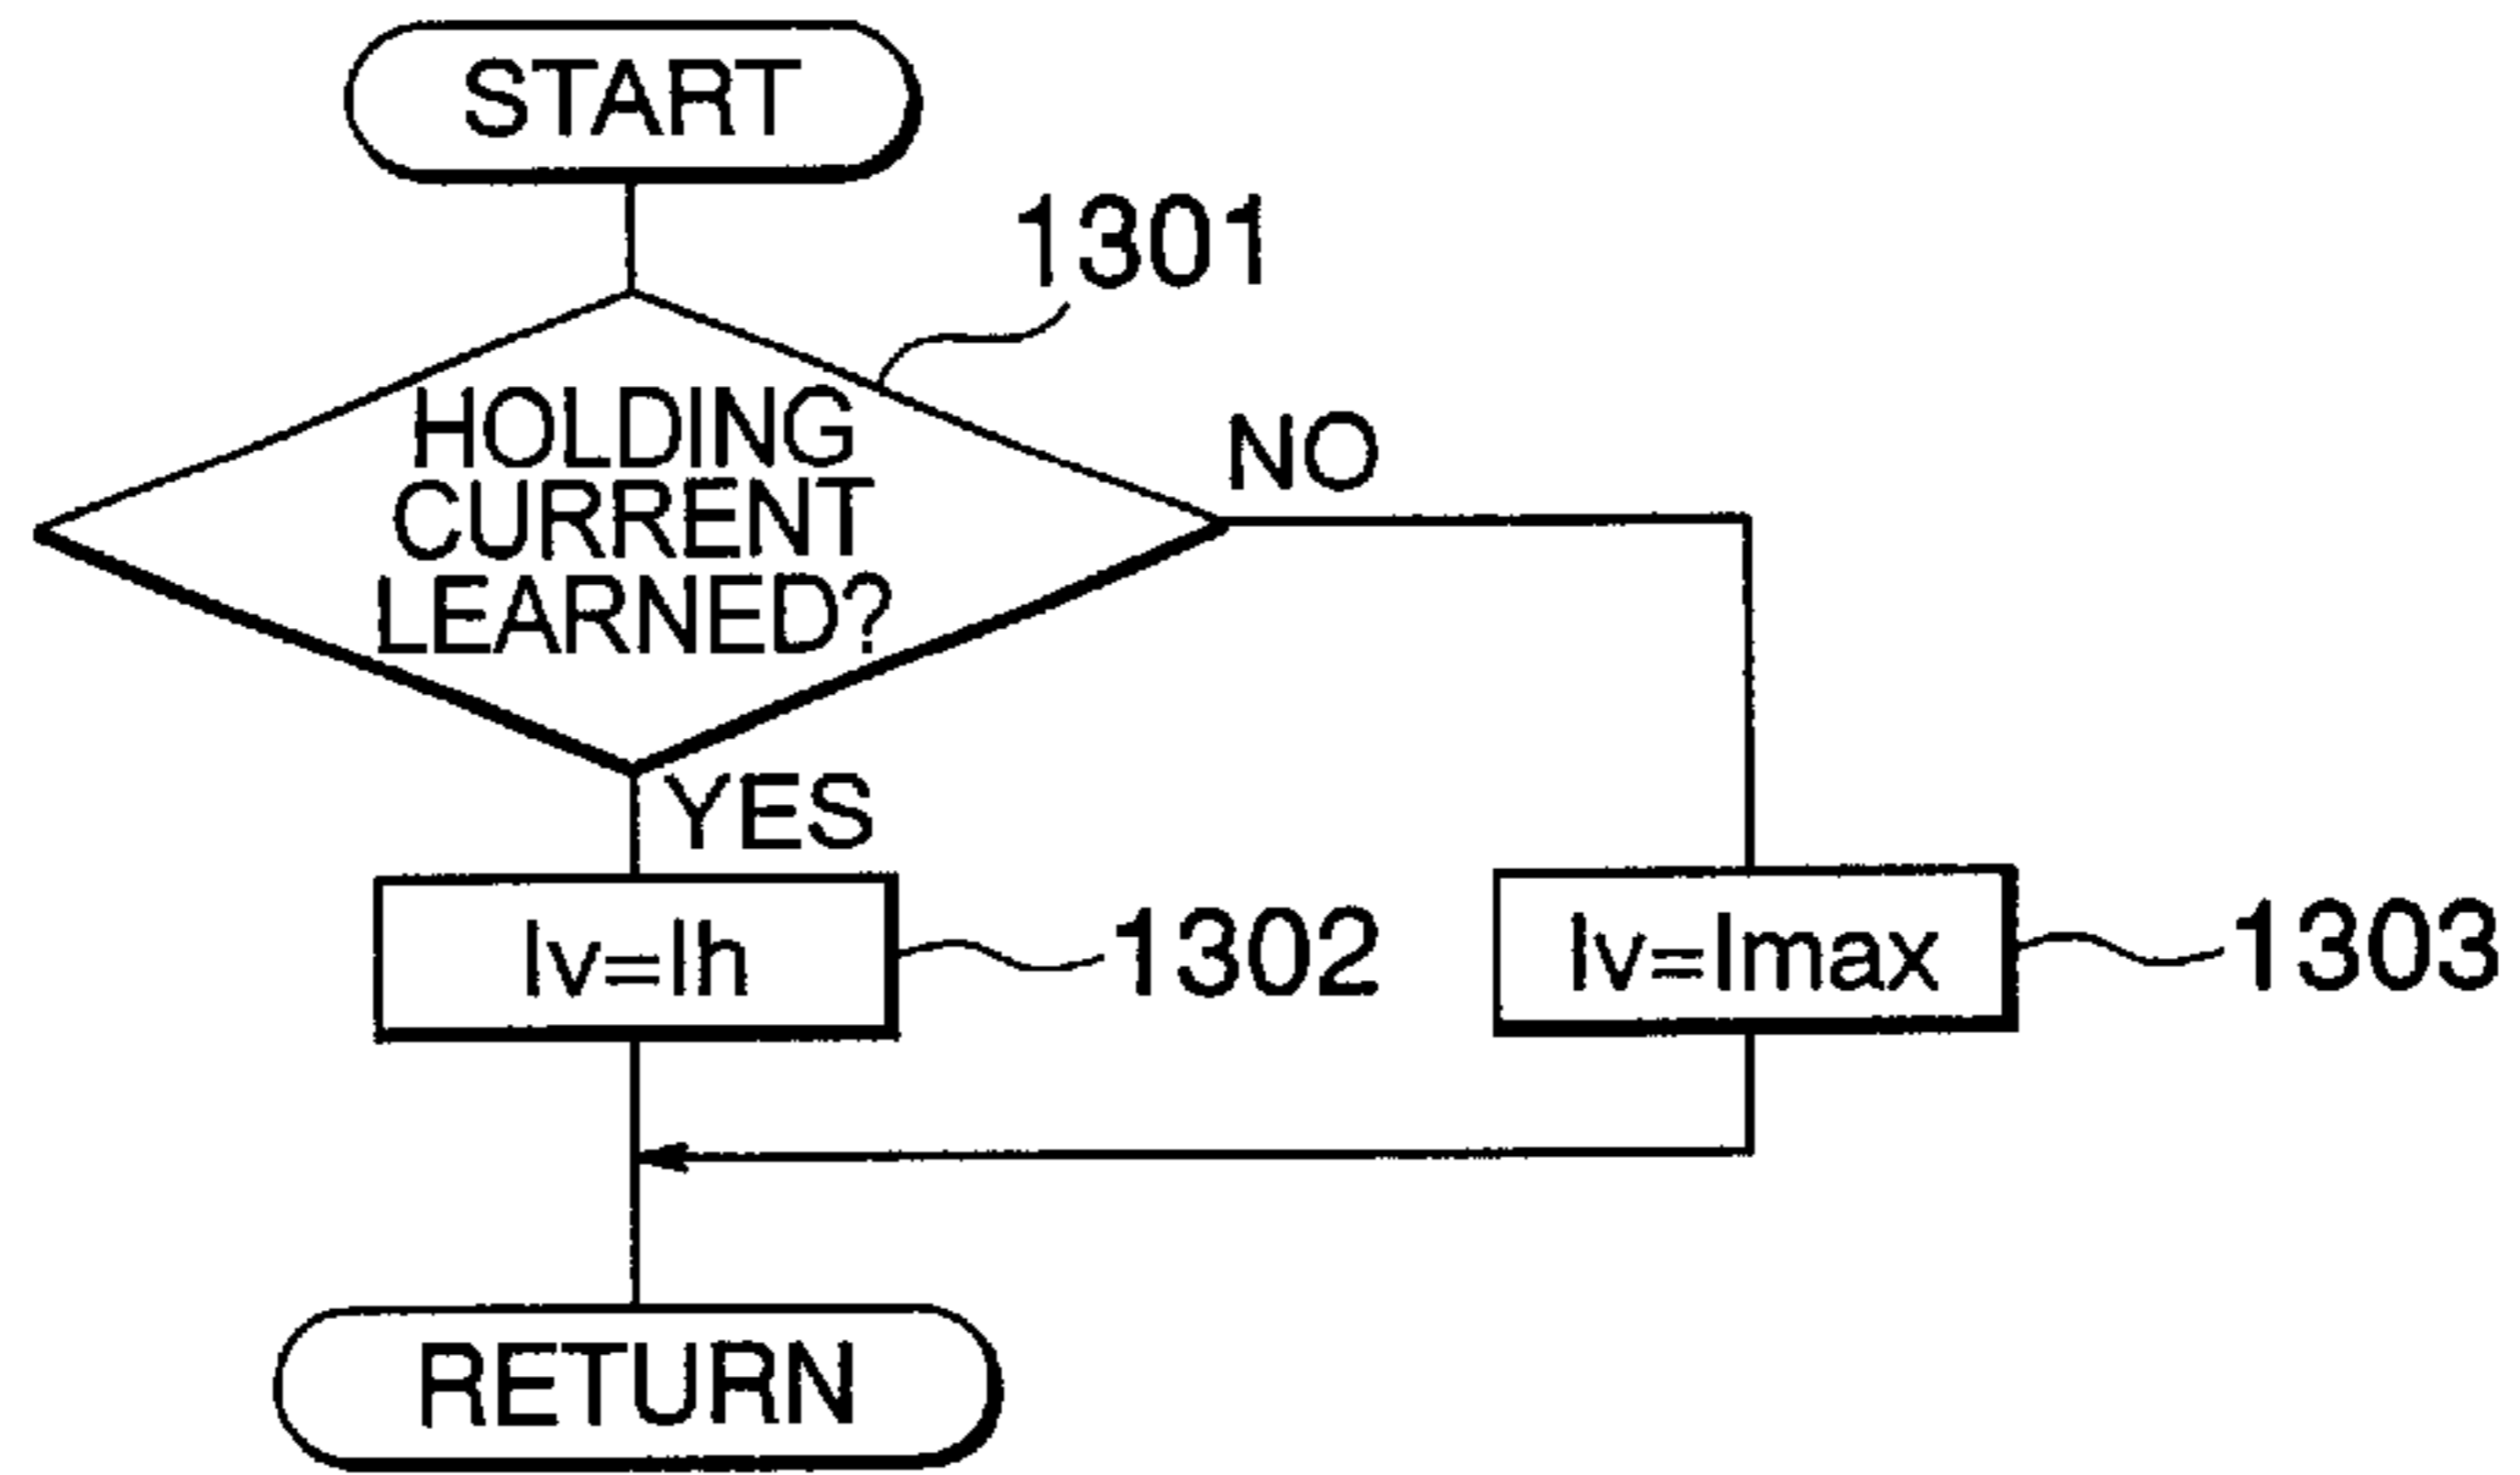 START
1301
HOLDING
CURRENT
LEARNED?
NO
YES
Iv=Ih
1302
Iv=Imax
1303
RETURN